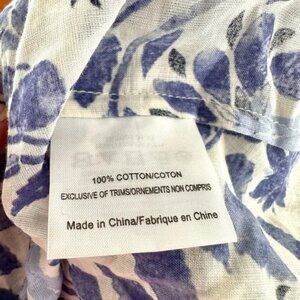 100% COTTON/COTON
EXCLUSIVE OF TRIMS/ORNEMENTS NON COMPRIS
Made in China/Fabrique en Chine